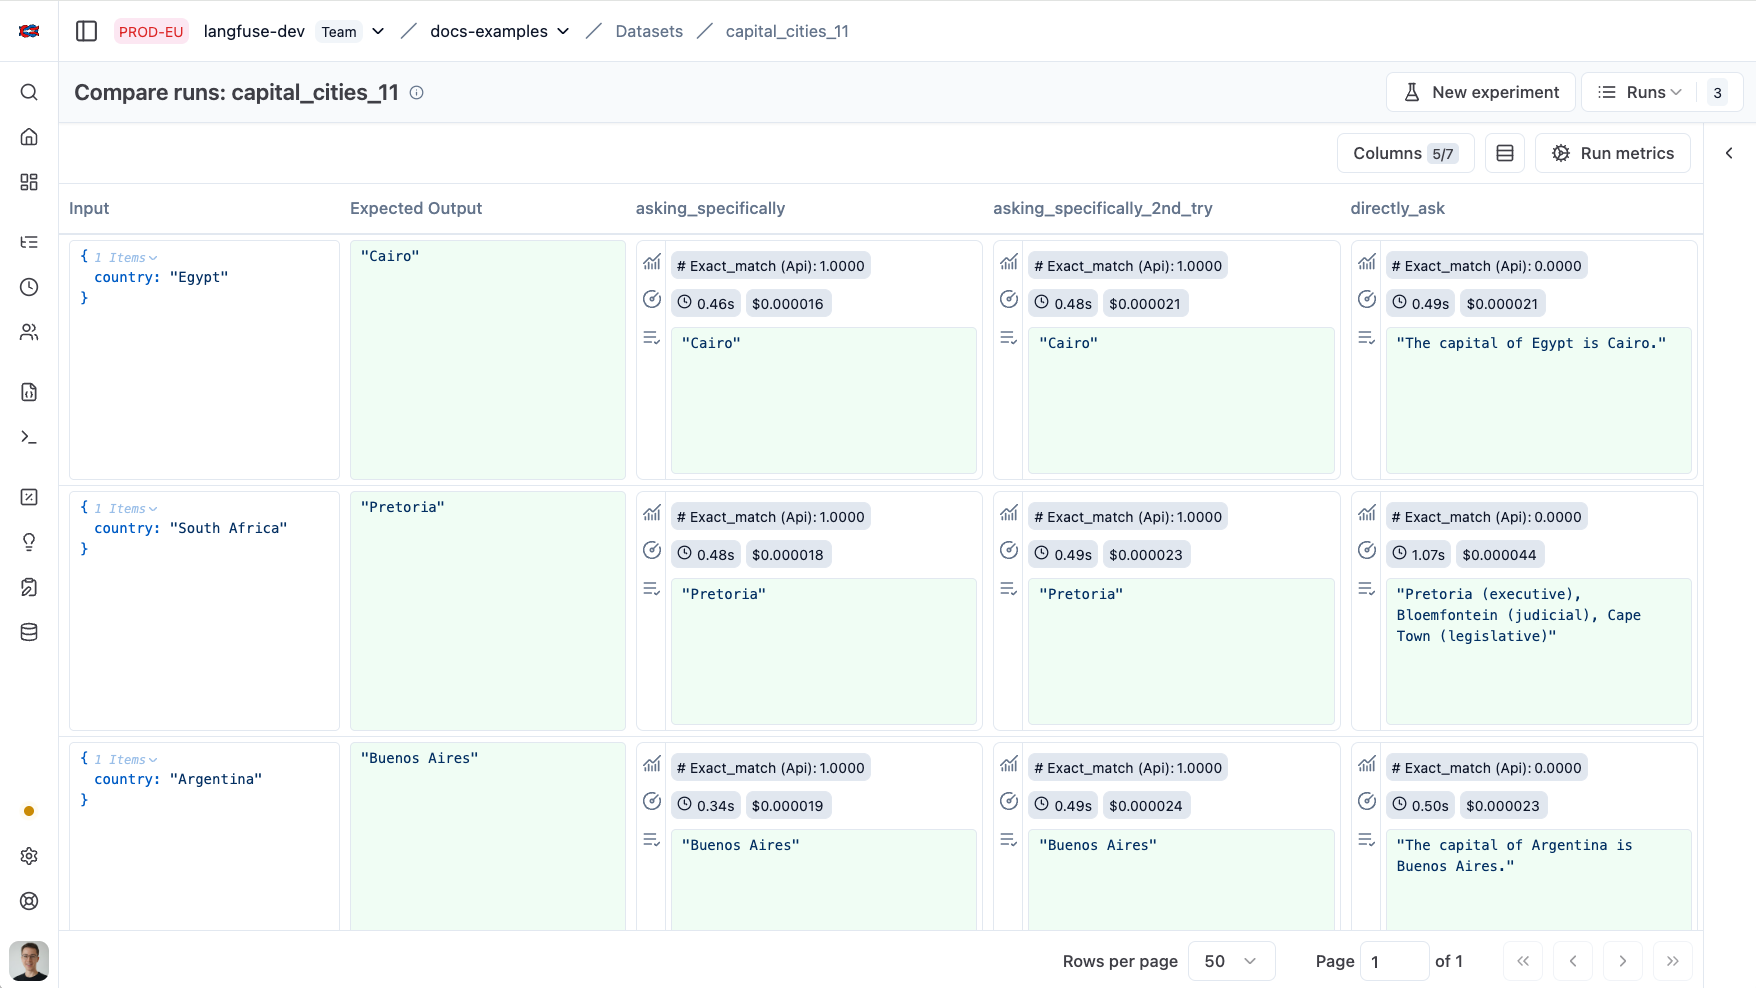 PROD-EU langfuse-dev Team docs-examples Datasets capital_cities_11
Compare runs: capital_cities_11
New experiment
Runs 3
Columns 5/7
Run metrics
Input Expected Output asking_specifically asking_specifically_2nd_try directly_ask
{ 1 Items
country: "Egypt"
}
"Cairo"
# Exact_match (Api): 1.0000
0.46s $0.000016
"Cairo"
# Exact_match (Api): 1.0000
0.48s $0.000021
"Cairo"
# Exact_match (Api): 0.0000
0.49s $0.000021
"The capital of Egypt is Cairo."
{ 1 Items
country: "South Africa"
}
"Pretoria"
# Exact_match (Api): 1.0000
0.48s $0.000018
"Pretoria"
# Exact_match (Api): 1.0000
0.49s $0.000023
"Pretoria"
# Exact_match (Api): 0.0000
1.07s $0.000044
"Pretoria (executive),
Bloemfontein (judicial), Cape
Town (legislative)"
{ 1 Items
country: "Argentina"
}
"Buenos Aires"
# Exact_match (Api): 1.0000
0.34s $0.000019
"Buenos Aires"
# Exact_match (Api): 1.0000
0.49s $0.000024
"Buenos Aires"
# Exact_match (Api): 0.0000
0.50s $0.000023
"The capital of Argentina is
Buenos Aires."
Rows per page 50 Page 1 of 1